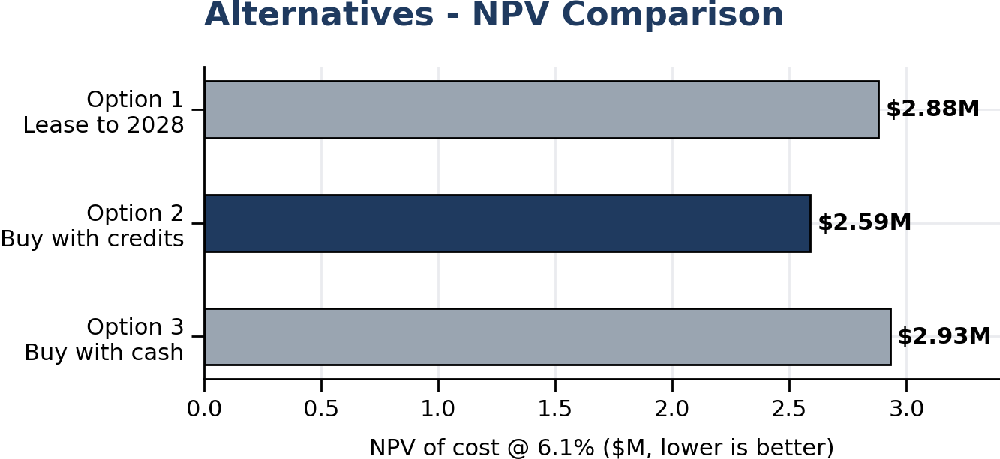 Alternatives - NPV Comparison
Option 1
Lease to 2028
$2.88M
Option 2
Buy with credits
$2.59M
Option 3
Buy with cash
$2.93M
0.0 0.5 1.0 1.5 2.0 2.5 3.0
NPV of cost @ 6.1% ($M, lower is better)